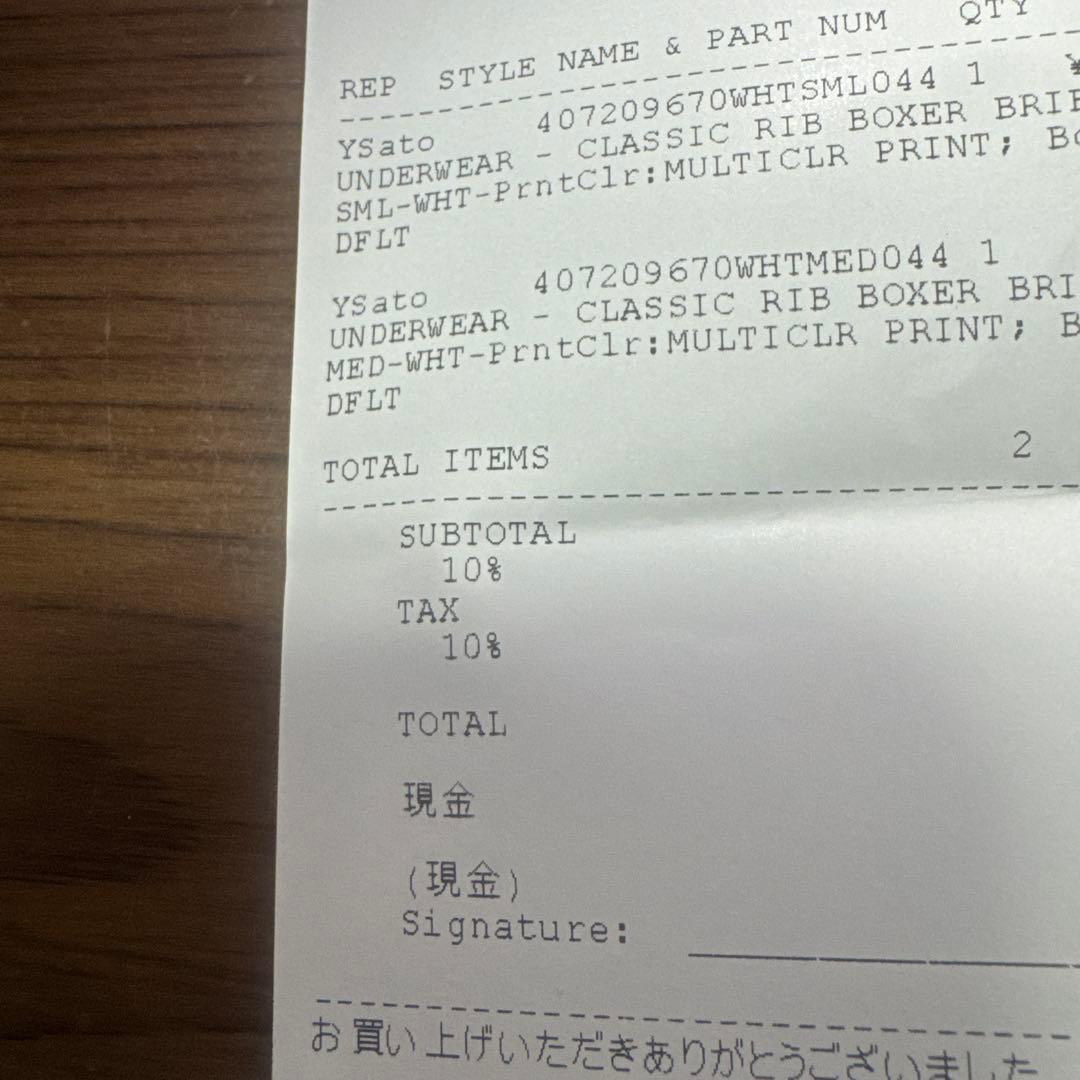 REP STYLE NAME & PART NUM QTY
YSato 407209670WHTSML044 1 ¥
UNDERWEAR - CLASSIC RIB BOXER
SML-WHT-PrntClr:MULTICLR PRINT;
DFLT
YSato 407209670WHTMED044 1
UNDERWEAR - CLASSIC RIB BOXER
MED-WHT-PrntClr:MULTICLR PRINT;
DFLT
TOTAL ITEMS 2
SUBTOTAL
10%
TAX
10%
TOTAL
現金
(現金)
Signature:
お買い上げいただきありがとうございました